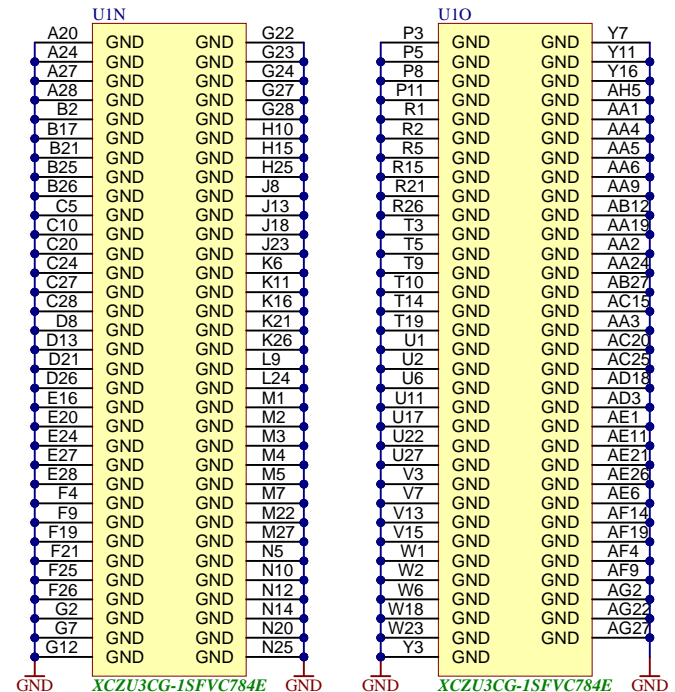 U1N
A20 GND GND G22
A24 GND GND G23
A27 GND GND G24
A28 GND GND G27
B2 GND GND G28
B17 GND GND H10
B21 GND GND H15
B25 GND GND H25
B26 GND GND J8
C5 GND GND J13
C10 GND GND J18
C20 GND GND J23
C24 GND GND K6
C27 GND GND K11
C28 GND GND K16
D8 GND GND K21
D13 GND GND K26
D21 GND GND L9
D26 GND GND L24
E16 GND GND M1
E20 GND GND M2
E24 GND GND M3
E27 GND GND M4
E28 GND GND M5
F4 GND GND M7
F9 GND GND M22
F19 GND GND M27
F21 GND GND N5
F25 GND GND N10
F26 GND GND N12
G2 GND GND N14
G7 GND GND N20
G12 GND GND N25
GND XCZU3CG-1SFVC784E GND
U1O
P3 GND GND Y7
P5 GND GND Y11
P8 GND GND Y16
P11 GND GND AH5
R1 GND GND AA1
R2 GND GND AA4
R5 GND GND AA5
R15 GND GND AA6
R21 GND GND AA9
R26 GND GND AB12
T3 GND GND AA19
T5 GND GND AA2
T9 GND GND AA24
T10 GND GND AB27
T14 GND GND AC15
T19 GND GND AA3
U1 GND GND AC20
U2 GND GND AC25
U6 GND GND AD18
U11 GND GND AD3
U17 GND GND AE1
U22 GND GND AE11
U27 GND GND AE21
V3 GND GND AE26
V7 GND GND AE6
V13 GND GND AF14
V15 GND GND AF19
W1 GND GND AF4
W2 GND GND AF9
W6 GND GND AG2
W18 GND GND AG22
W23 GND GND AG27
Y3 GND
GND XCZU3CG-1SFVC784E GND